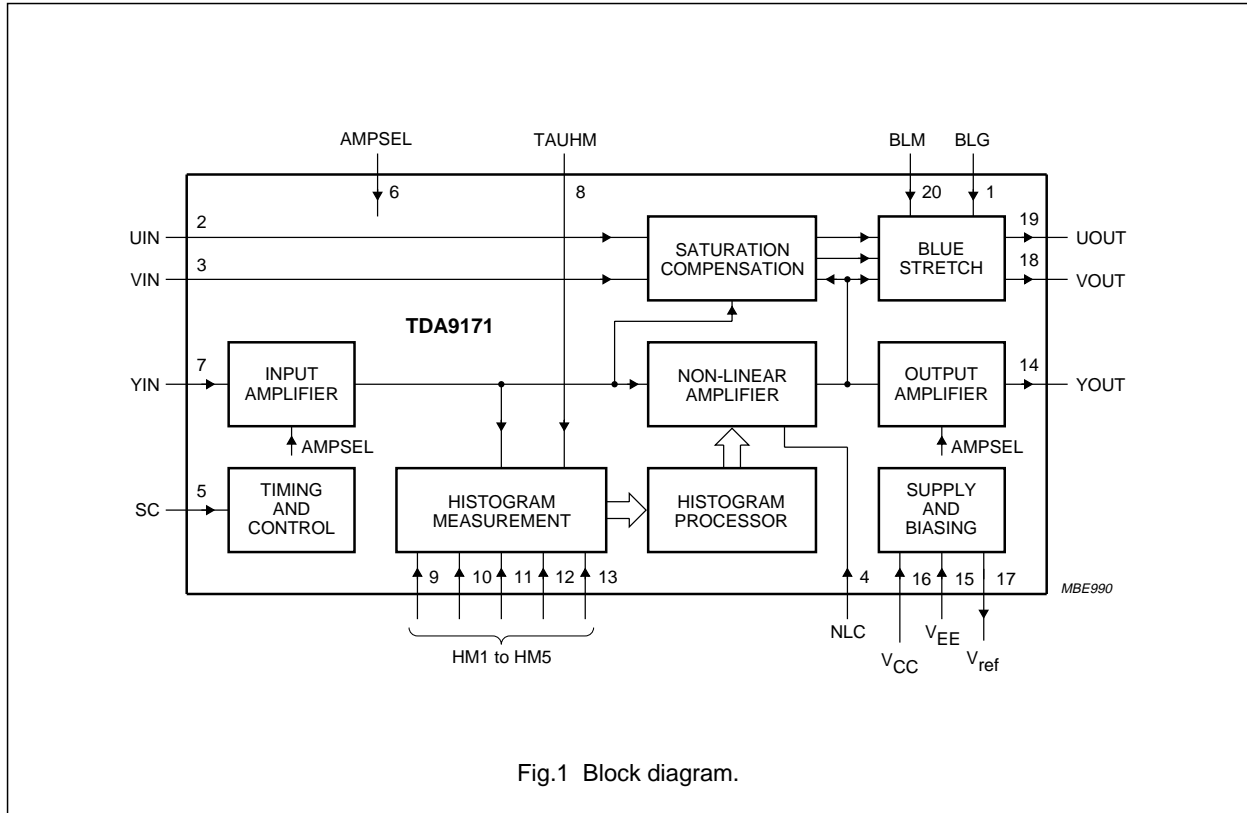 AMPSEL
TAUHM
BLM
BLG
6
8
20
1
UIN
2
SATURATION
COMPENSATION
BLUE
STRETCH
19
UOUT
VIN
3
18
VOUT
TDA9171
YIN
7
INPUT
AMPLIFIER
NON-LINEAR
AMPLIFIER
OUTPUT
AMPLIFIER
14
YOUT
AMPSEL
AMPSEL
SC
5
TIMING
AND
CONTROL
HISTOGRAM
MEASUREMENT
HISTOGRAM
PROCESSOR
SUPPLY
AND
BIASING
9
10
11
12
13
4
16
15
17
MBE990
HM1 to HM5
NLC
VCC
VEE
Vref
Fig.1 Block diagram.